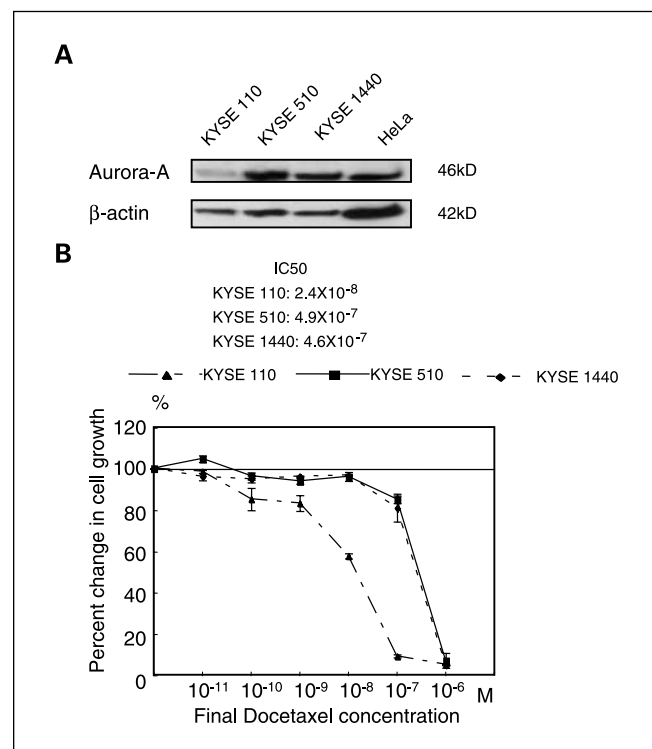 A
KYSE 110 KYSE 510 KYSE 1440 HeLa
Aurora-A 46kD
β-actin 42kD
B
IC50
KYSE 110: 2.4X10⁻⁸
KYSE 510: 4.9X10⁻⁷
KYSE 1440: 4.6X10⁻⁷
KYSE 110 KYSE 510 KYSE 1440
%
120
100
80
60
40
20
0
Percent change in cell growth
10⁻¹¹ 10⁻¹⁰ 10⁻⁹ 10⁻⁸ 10⁻⁷ 10⁻⁶ M
Final Docetaxel concentration